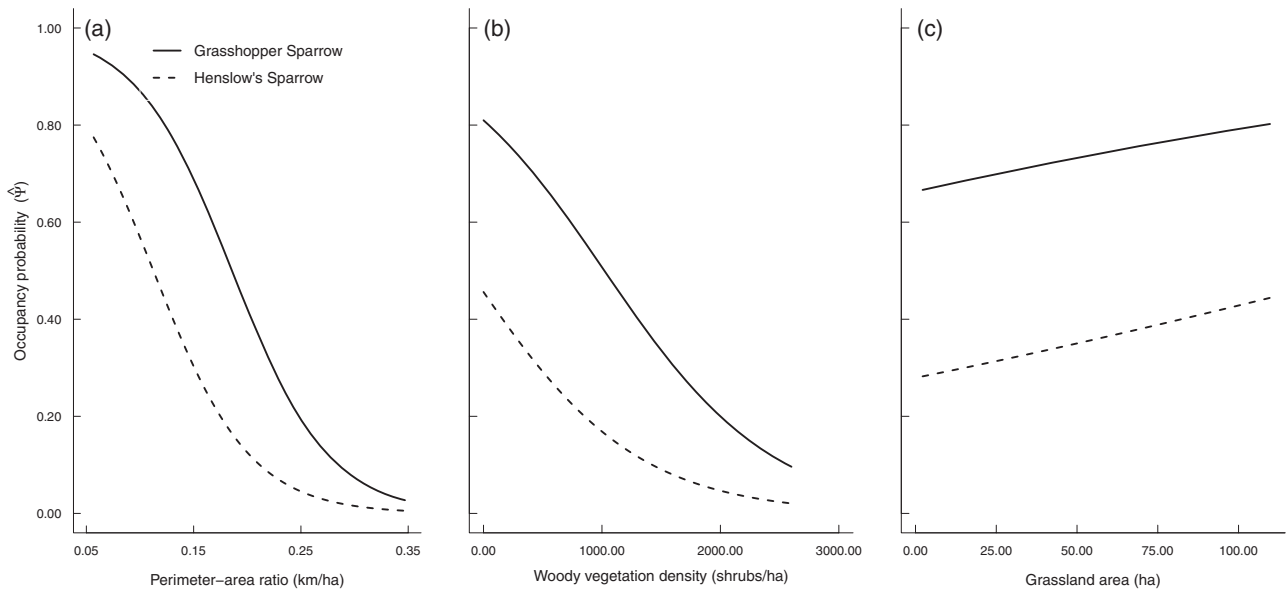 (a)
(b)
(c)
Grasshopper Sparrow
Henslow's Sparrow
Occupancy probability (Ψ̂)
1.00
0.80
0.60
0.40
0.20
0.00
0.05 0.15 0.25 0.35
0.00 1000.00 2000.00 3000.00
0.00 25.00 50.00 75.00 100.00
Perimeter–area ratio (km/ha)
Woody vegetation density (shrubs/ha)
Grassland area (ha)